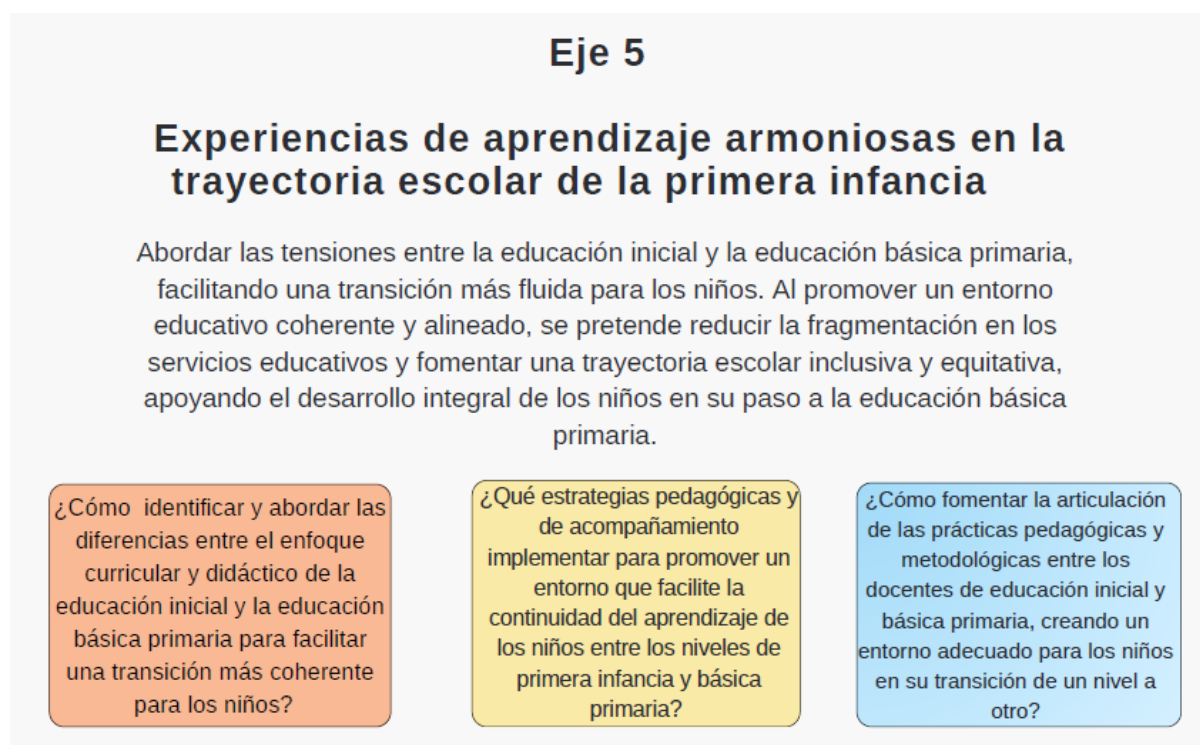 Eje 5
Experiencias de aprendizaje armoniosas en la
trayectoria escolar de la primera infancia
Abordar las tensiones entre la educación inicial y la educación básica primaria,
facilitando una transición más fluida para los niños. Al promover un entorno
educativo coherente y alineado, se pretende reducir la fragmentación en los
servicios educativos y fomentar una trayectoria escolar inclusiva y equitativa,
apoyando el desarrollo integral de los niños en su paso a la educación básica
primaria.
¿Cómo  identificar y abordar las
diferencias entre el enfoque
curricular y didáctico de la
educación inicial y la educación
básica primaria para facilitar
una transición más coherente
para los niños?
¿Qué estrategias pedagógicas y
de acompañamiento
implementar para promover un
entorno que facilite la
continuidad del aprendizaje de
los niños entre los niveles de
primera infancia y básica
primaria?
¿Cómo fomentar la articulación
de las prácticas pedagógicas y
metodológicas entre los
docentes de educación inicial y
básica primaria, creando un
entorno adecuado para los niños
en su transición de un nivel a
otro?